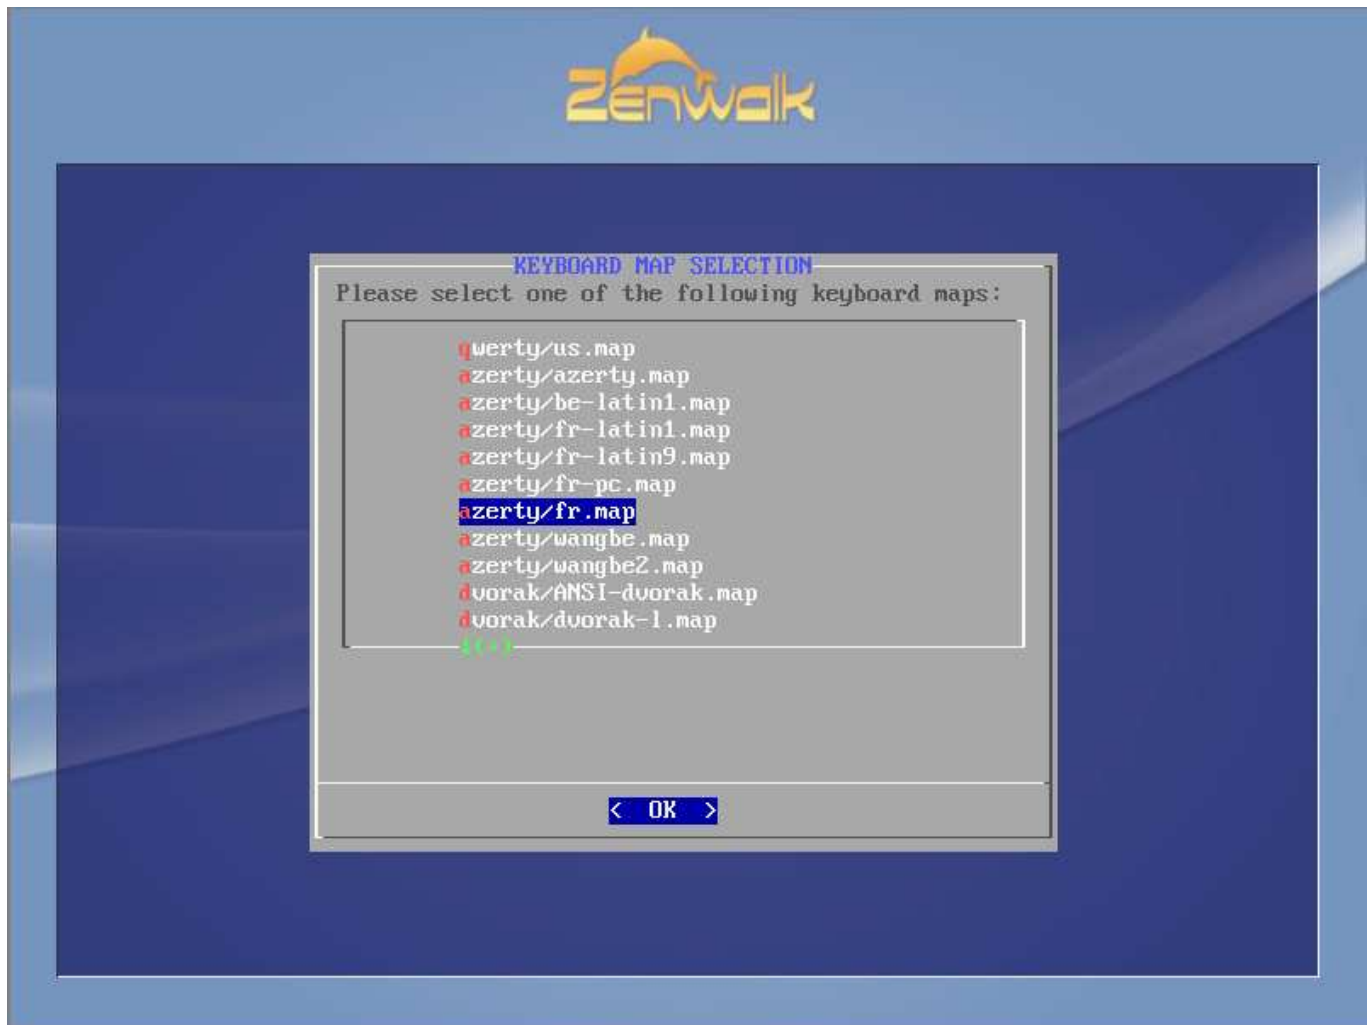 Zenwalk
KEYBOARD MAP SELECTION
Please select one of the following keyboard maps:
qwerty/us.map
azerty/azerty.map
azerty/be-latin1.map
azerty/fr-latin1.map
azerty/fr-latin9.map
azerty/fr-pc.map
azerty/fr.map
azerty/wangbe.map
azerty/wangbe2.map
dvorak/ANSI-dvorak.map
dvorak/dvorak-l.map
< OK >